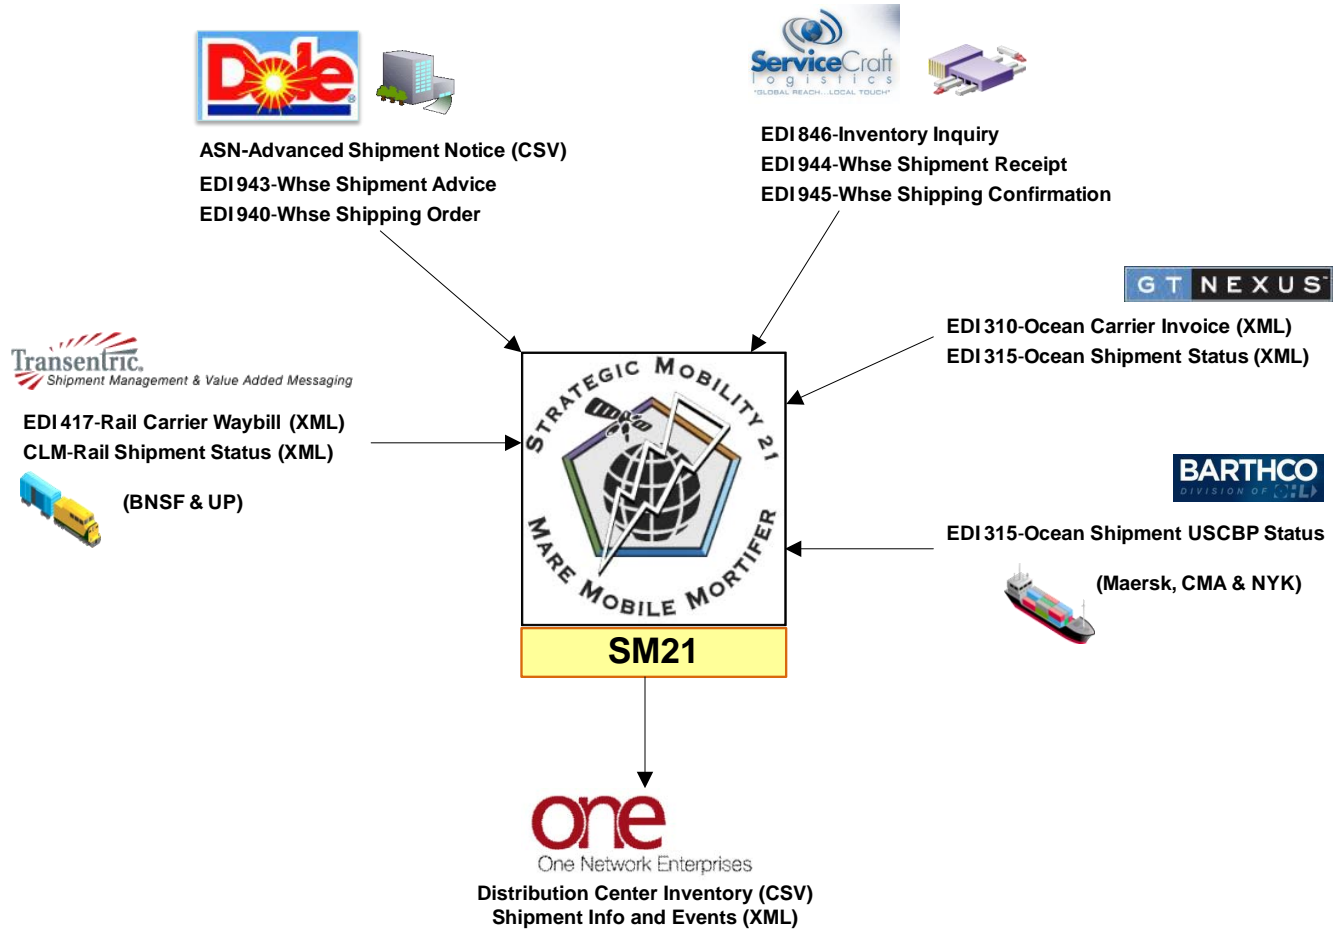 Dole
®
ASN-Advanced Shipment Notice (CSV)
EDI 943-Whse Shipment Advice
EDI 940-Whse Shipping Order
ServiceCraft
logistics
"GLOBAL REACH...LOCAL TOUCH"
EDI 846-Inventory Inquiry
EDI 944-Whse Shipment Receipt
EDI 945-Whse Shipping Confirmation
GT NEXUS
EDI 310-Ocean Carrier Invoice (XML)
EDI 315-Ocean Shipment Status (XML)
Transentric.
Shipment Management & Value Added Messaging
EDI 417-Rail Carrier Waybill (XML)
CLM-Rail Shipment Status (XML)
(BNSF & UP)
STRATEGIC MOBILITY 21
MARE MOBILE MORTIFER
SM21
BARTHCO
DIVISION OF OHL
EDI 315-Ocean Shipment USCBP Status
(Maersk, CMA & NYK)
one
One Network Enterprises
Distribution Center Inventory (CSV)
Shipment Info and Events (XML)